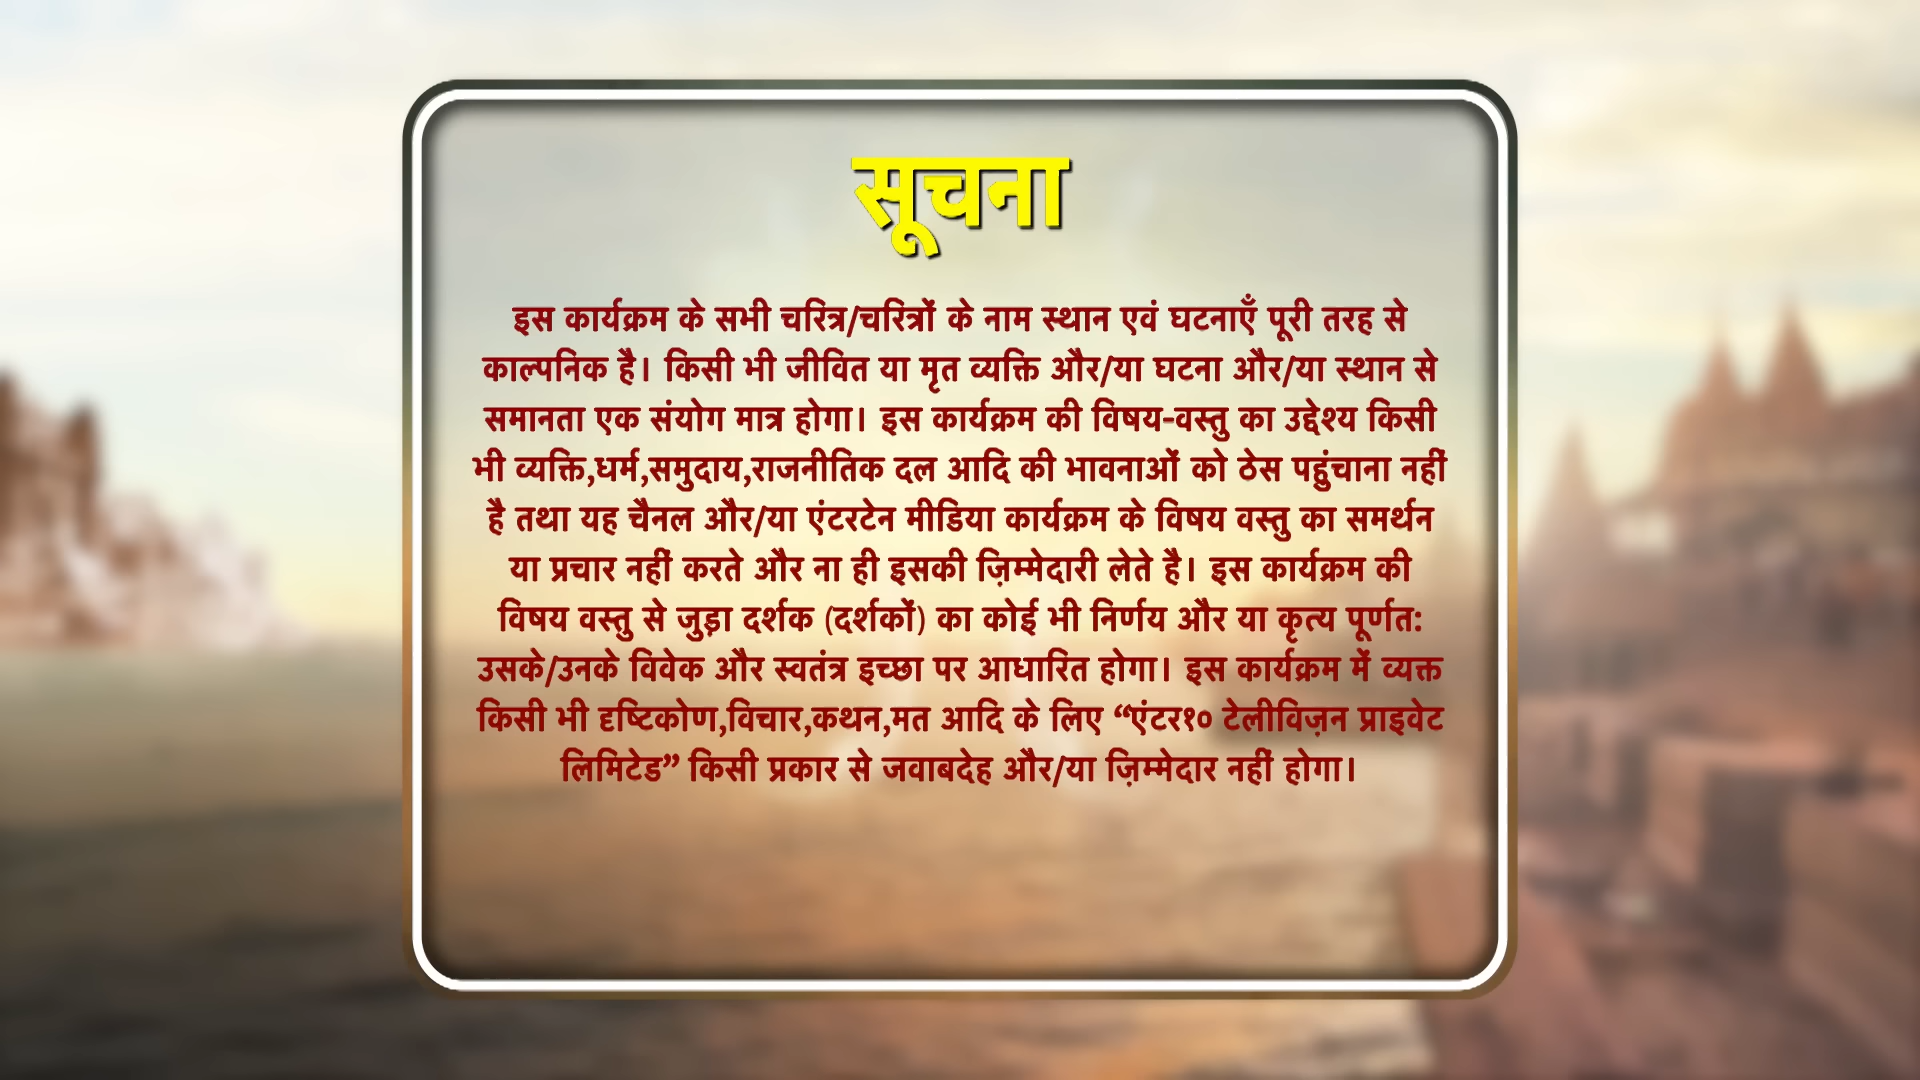 सूचना
इस कार्यक्रम के सभी चरित्र/चरित्रों के नाम स्थान एवं घटनाएँ पूरी तरह से
काल्पनिक है। किसी भी जीवित या मृत व्यक्ति और/या घटना और/या स्थान से
समानता एक संयोग मात्र होगा। इस कार्यक्रम की विषय-वस्तु का उद्देश्य किसी
भी व्यक्ति,धर्म,समुदाय,राजनीतिक दल आदि की भावनाओं को ठेस पहुंचाना नहीं
है तथा यह चैनल और/या एंटरटेन मीडिया कार्यक्रम के विषय वस्तु का समर्थन
या प्रचार नहीं करते और ना ही इसकी ज़िम्मेदारी लेते है। इस कार्यक्रम की
विषय वस्तु से जुड़ा दर्शक (दर्शकों) का कोई भी निर्णय और या कृत्य पूर्णत:
उसके/उनके विवेक और स्वतंत्र इच्छा पर आधारित होगा। इस कार्यक्रम में व्यक्त
किसी भी दृष्टिकोण,विचार,कथन,मत आदि के लिए “एंटर१० टेलीविज़न प्राइवेट
लिमिटेड” किसी प्रकार से जवाबदेह और/या ज़िम्मेदार नहीं होगा।